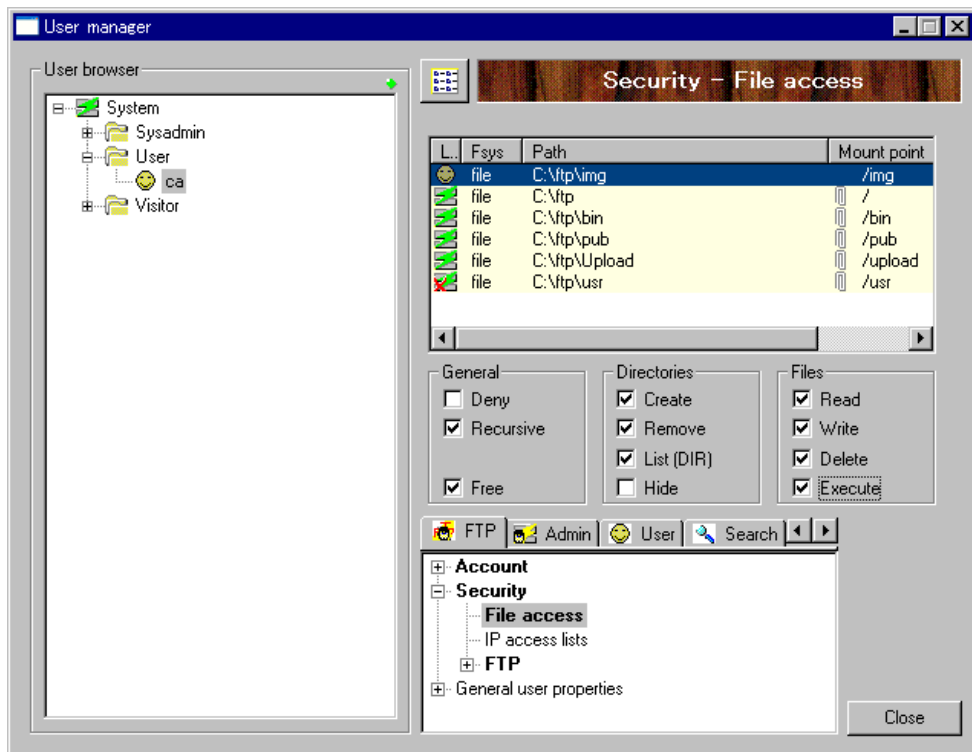 User manager
User browser
System
Sysadmin
User
ca
Visitor
Security - File access
L.. Fsys Path Mount point
file C:\ftp\img /img
file C:\ftp /
file C:\ftp\bin /bin
file C:\ftp\pub /pub
file C:\ftp\Upload /upload
file C:\ftp\usr /usr
General Directories Files
Deny Create Read
Recursive Remove Write
List (DIR) Delete
Free Hide Execute
FTP Admin User Search
Account
Security
File access
IP access lists
FTP
General user properties
Close